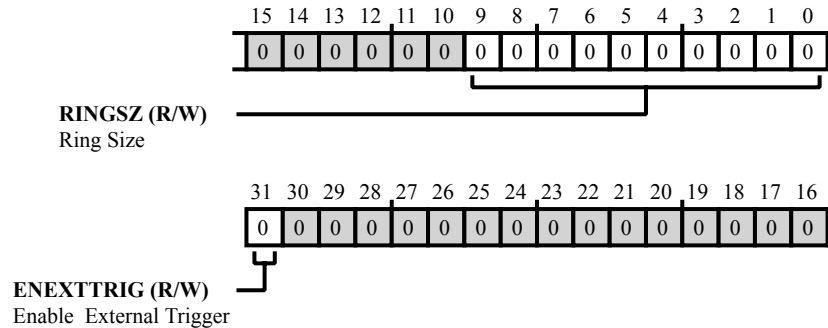 15 14 13 12 11 10 9 8 7 6 5 4 3 2 1 0
0 0 0 0 0 0 0 0 0 0 0 0 0 0 0 0
RINGSZ (R/W)
Ring Size
31 30 29 28 27 26 25 24 23 22 21 20 19 18 17 16
0 0 0 0 0 0 0 0 0 0 0 0 0 0 0 0
ENEXTTRIG (R/W)
Enable External Trigger